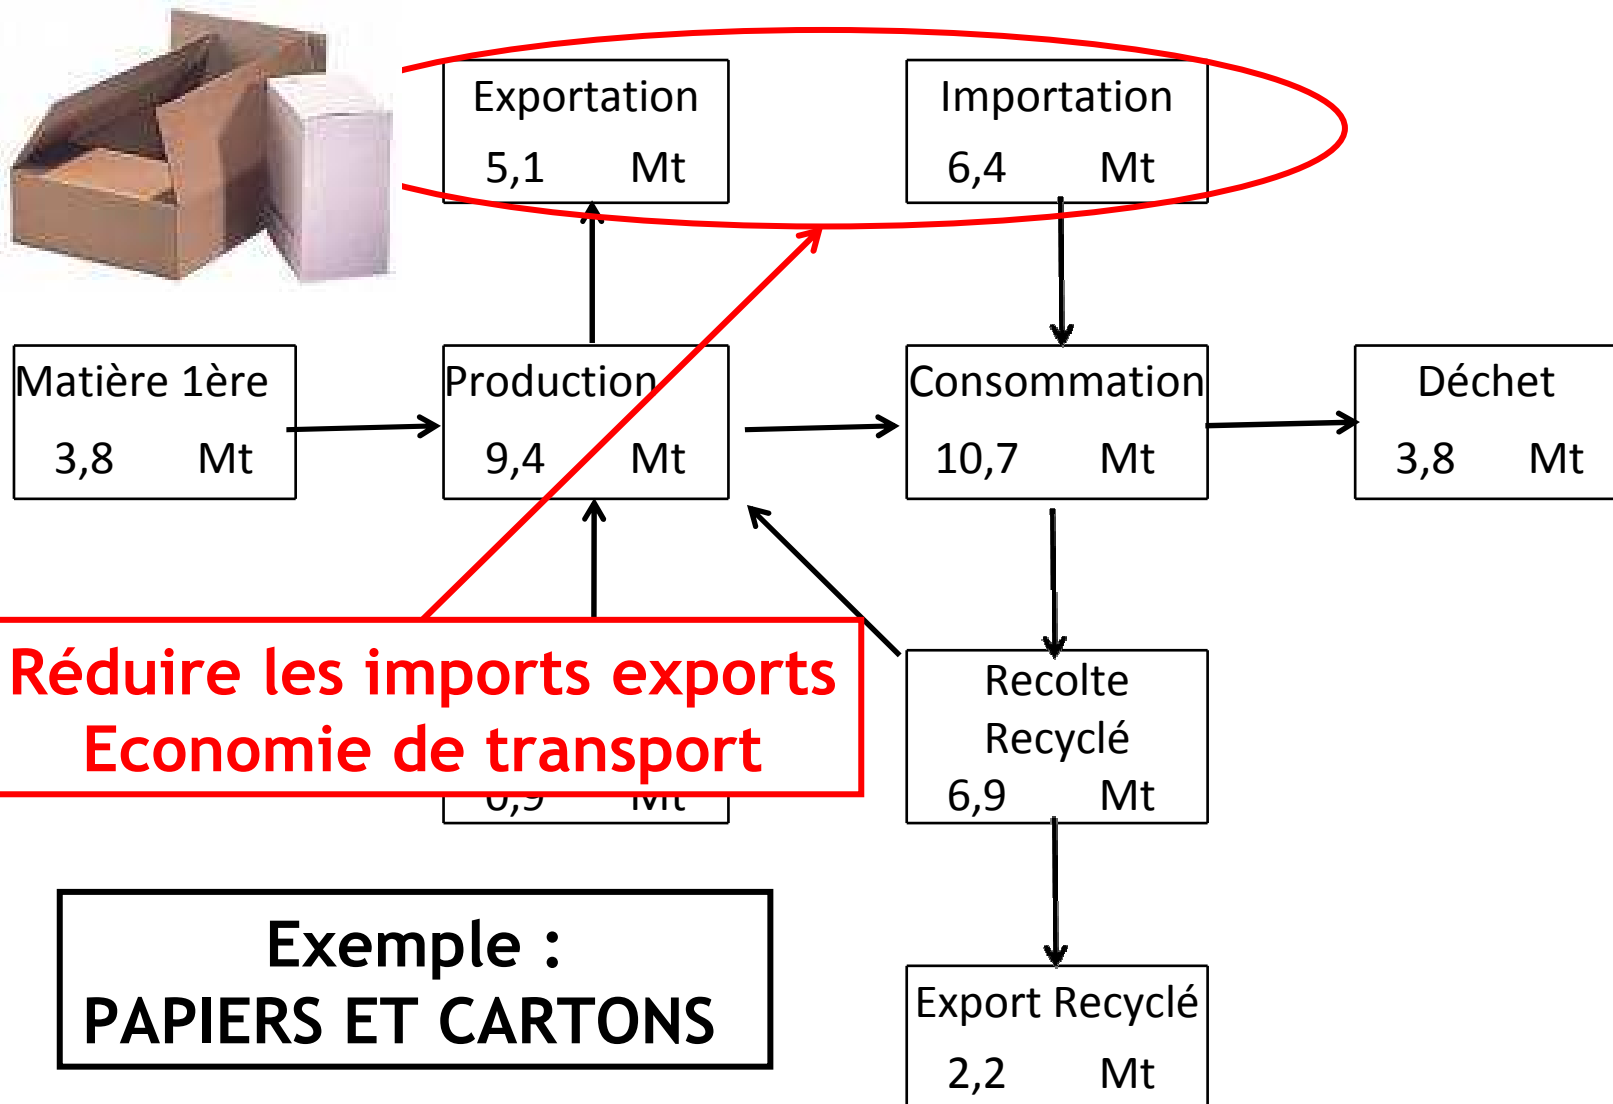 Exportation
5,1 Mt
Importation
6,4 Mt
Matière 1ère
3,8 Mt
Production
9,4 Mt
Consommation
10,7 Mt
Déchet
3,8 Mt
Réduire les imports exports
Economie de transport
Mt
Recolte
Recyclé
6,9 Mt
Exemple :
PAPIERS ET CARTONS
Export Recyclé
2,2 Mt